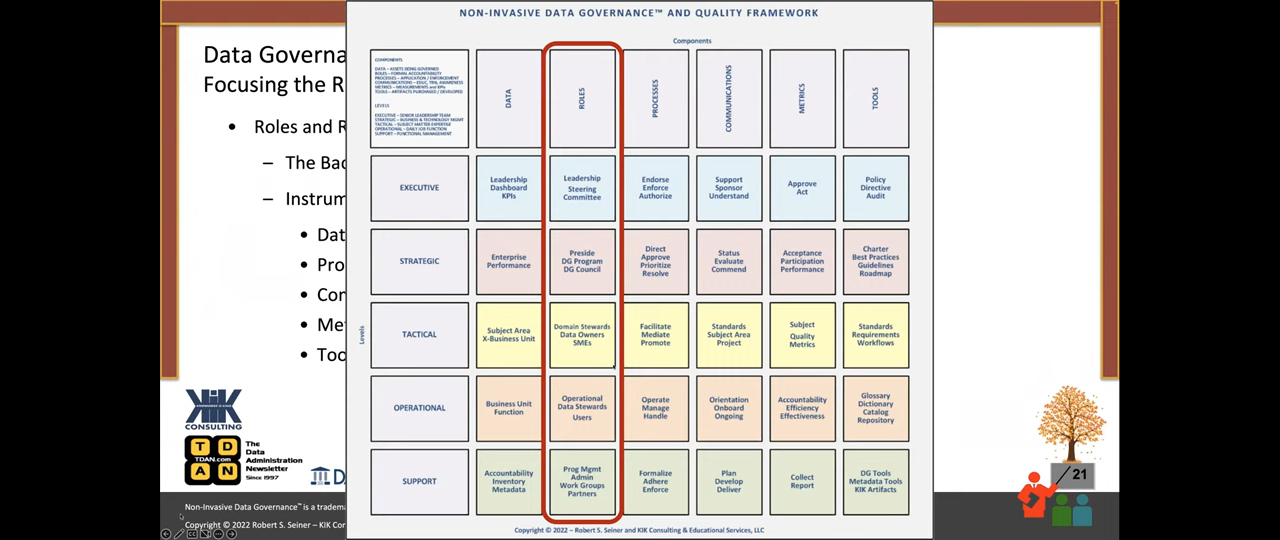 NON-INVASIVE DATA GOVERNANCE™ AND QUALITY FRAMEWORK
Components
Data Governa
Focusing the R
Roles and R
The Bac
Instrum
Dat
Pro
Con
Met
Too
COMPONENTS
DATA – ASSETS BEING GOVERNED
ROLES – FORMAL ACCOUNTABILITY
PROCESSES – APPLICATION / ENFORCEMENT
COMMUNICATIONS – EDUC, TRN, AWARENESS
METRICS – MEASUREMENTS and KPIs
TOOLS – ARTIFACTS PURCHASED / DEVELOPED
LEVELS
EXECUTIVE – SENIOR LEADERSHIP TEAM
STRATEGIC – BUSINESS & TECHNOLOGY MGMT
TACTICAL – SUBJECT MATTER EXPERTISE
OPERATIONAL – DAILY JOB FUNCTION
SUPPORT – FUNCTIONAL MANAGEMENT
DATA
ROLES
PROCESSES
COMMUNICATIONS
METRICS
TOOLS
Levels
EXECUTIVE
Leadership
Dashboard
KPIs
Leadership
Steering
Committee
Endorse
Enforce
Authorize
Support
Sponsor
Understand
Approve
Act
Policy
Directive
Audit
STRATEGIC
Enterprise
Performance
Preside
DG Program
DG Council
Direct
Approve
Prioritize
Resolve
Status
Evaluate
Commend
Acceptance
Participation
Performance
Charter
Best Practices
Guidelines
Roadmap
TACTICAL
Subject Area
X-Business Unit
Domain Stewards
Data Owners
SMEs
Facilitate
Mediate
Promote
Standards
Subject Area
Project
Subject
Quality
Metrics
Standards
Requirements
Workflows
OPERATIONAL
Business Unit
Function
Operational
Data Stewards
Users
Operate
Manage
Handle
Orientation
Onboard
Ongoing
Accountability
Efficiency
Effectiveness
Glossary
Dictionary
Catalog
Repository
SUPPORT
Accountability
Inventory
Metadata
Prog Mgmt
Admin
Work Groups
Partners
Formalize
Adhere
Enforce
Plan
Develop
Deliver
Collect
Report
DG Tools
Metadata Tools
KIK Artifacts
Copyright © 2022 – Robert S. Seiner and KIK Consulting & Educational Services, LLC
KIK
CONSULTING
T D
TDAN.com
A N
The
Data
Administration
Newsletter
Since 1997
D
Non-Invasive Data Governance™ is a tradema
Copyright © 2022 Robert S. Seiner – KIK Cor
21